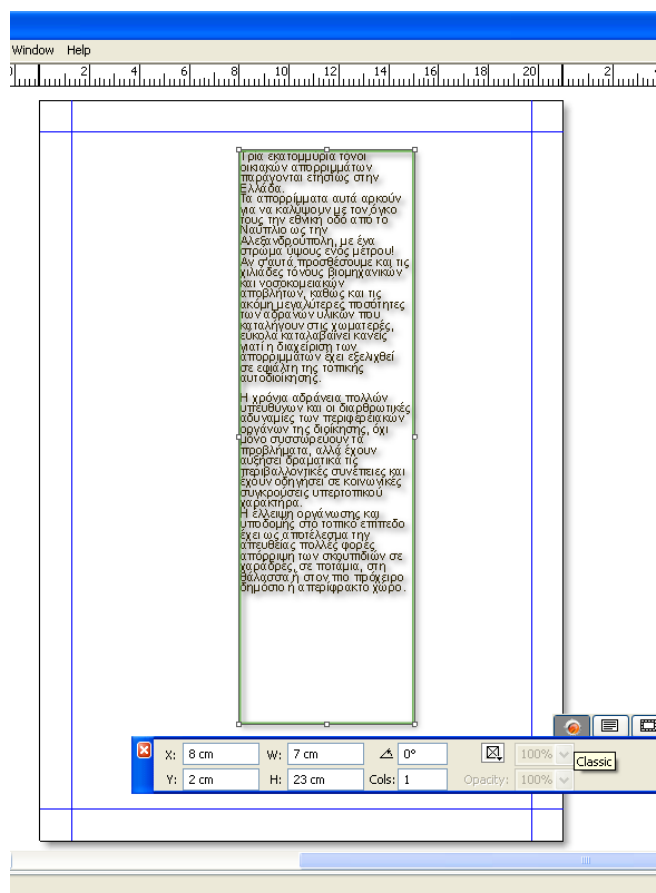 Window Help
0 2 4 6 8 10 12 14 16 18 20 2
Τρία εκατομμύρια τόνοι
οικιακών απορριμμάτων
παράγονται ετησίως στην
Ελλάδα.
Τα απορρίμματα αυτά αρκούν
για να καλύψουν με τον όγκο
τους την εθνική οδό από το
Ναύπλιο ως την
Αλεξανδρούπολη, με ένα
στρώμα ύψους ενός μέτρου!
Αν σ'αυτά προσθέσουμε και τις
χιλιάδες τόνους βιομηχανικών
και νοσοκομειακών
αποβλήτων, καθώς και τις
ακόμη μεγαλύτερες ποσότητες
των αδρανών υλικών που
καταλήγουν στις χωματερές,
εύκολα καταλαβαίνει κανείς
γιατί η διαχείριση των
απορριμμάτων έχει εξελιχθεί
σε εφιάλτη της τοπικής
αυτοδιοίκησης.
Η χρόνια αδράνεια πολλών
υπευθύνων και οι διαρθρωτικές
αδυναμίες των περιφερειακών
οργάνων της διοίκησης, όχι
μόνο συσσωρεύουν τα
προβλήματα, αλλά έχουν
αυξήσει δραματικά τις
περιβαλλοντικές συνέπειες και
έχουν οδηγήσει σε κοινωνικές
συγκρούσεις υπερτοπικού
χαρακτήρα.
Η έλλειψη οργάνωσης και
υποδομής στο τοπικό επίπεδο
έχει ως αποτέλεσμα την
απευθείας πολλές φορές
απόρριψη των σκουπιδιών σε
χαράδρες, σε ποτάμια, στη
θάλασσα ή στον πιο πρόχειρο
δημόσιο ή απερίφρακτο χώρο.
X: 8 cm W: 7 cm 0° 100%
Classic
Y: 2 cm H: 23 cm Cols: 1 Opacity: 100%